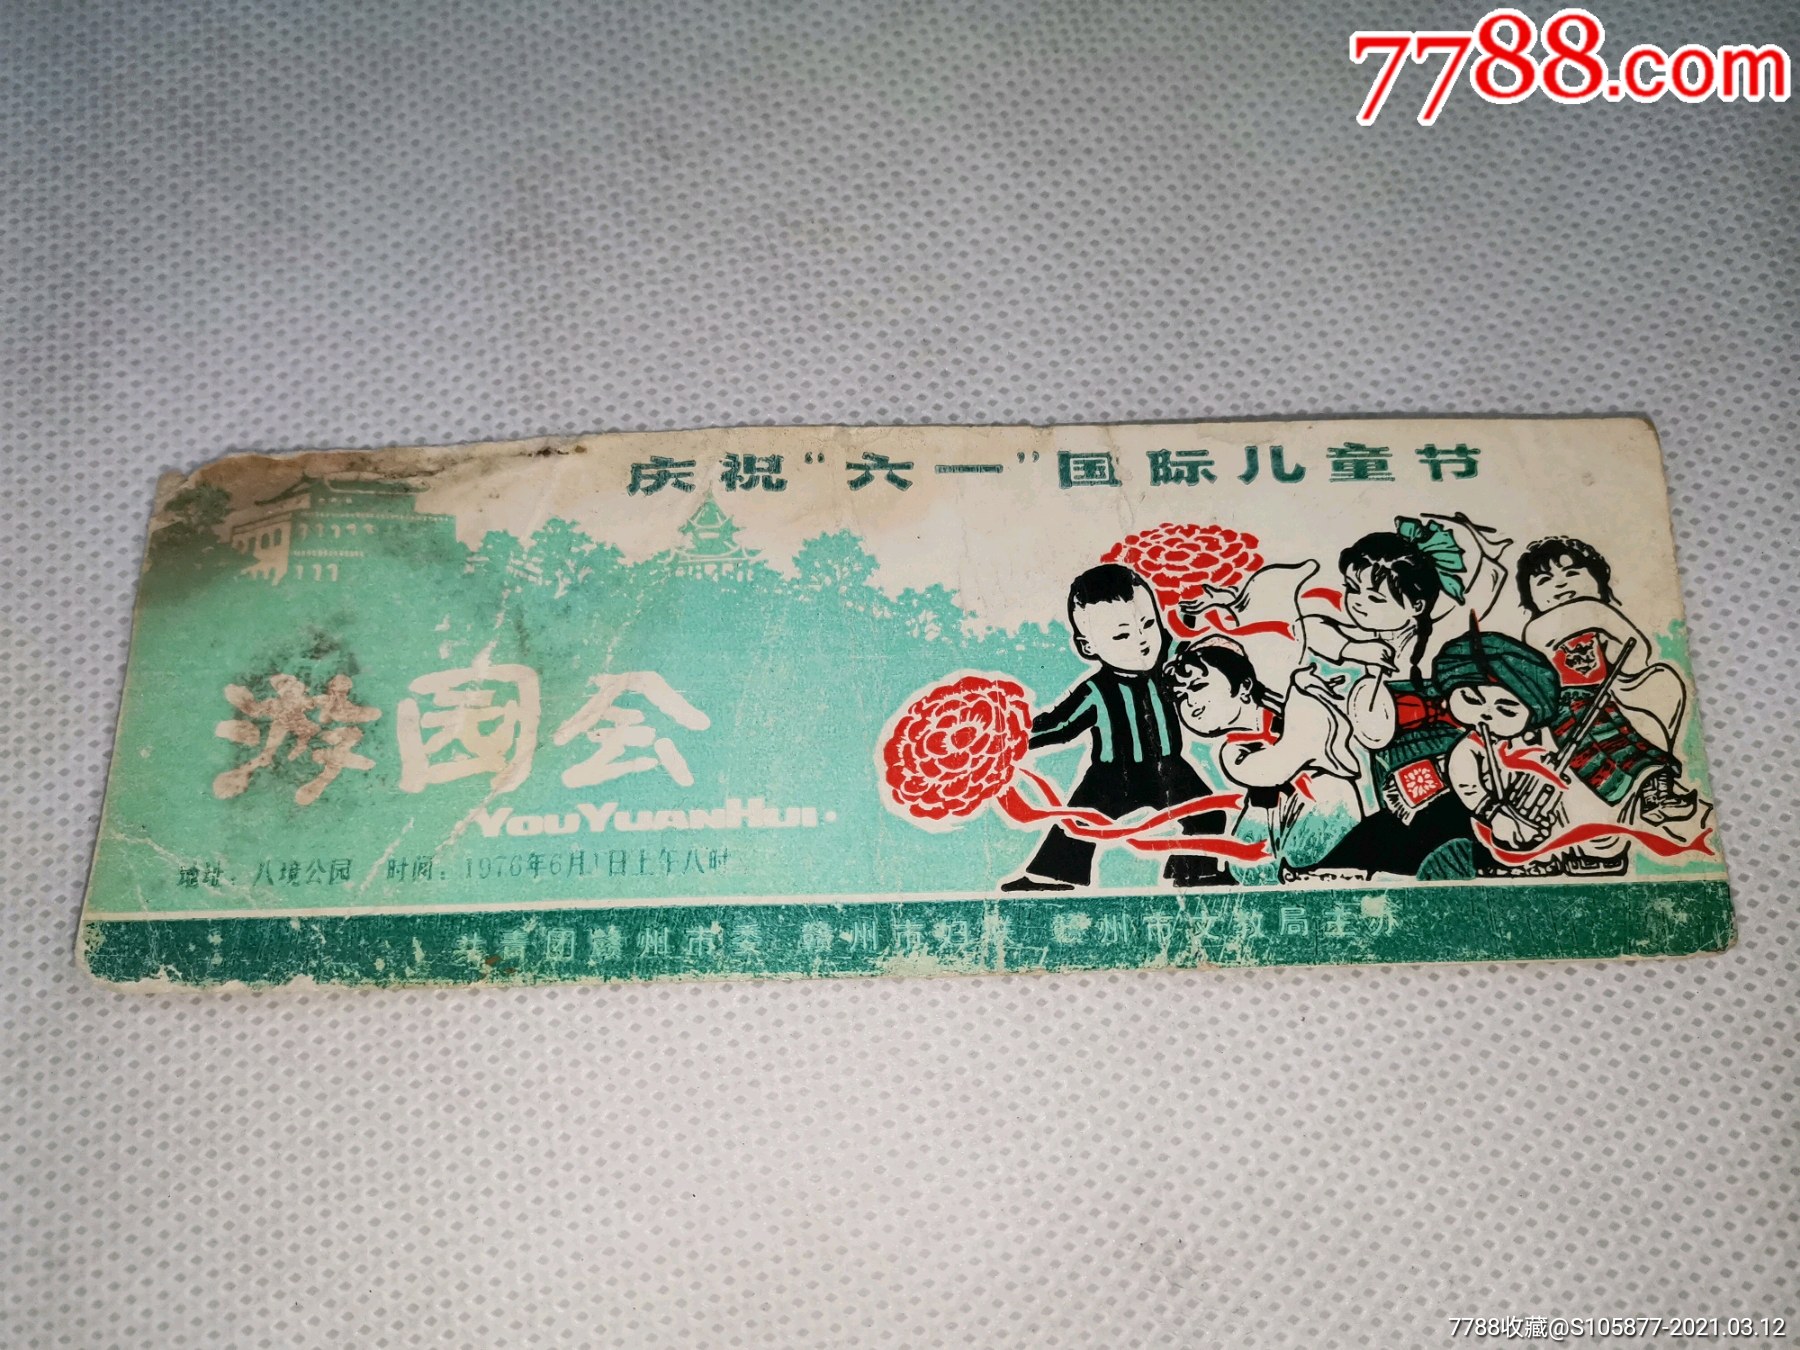 7788.com
庆祝“六一”国际儿童节
游园会
YOUYUANHUI.
地址：八境公园 时间：1976年6月1日上午八时
共青团赣州市委 赣州市妇联 赣州市文教局主办
7788收藏@S105877-2021.03.12